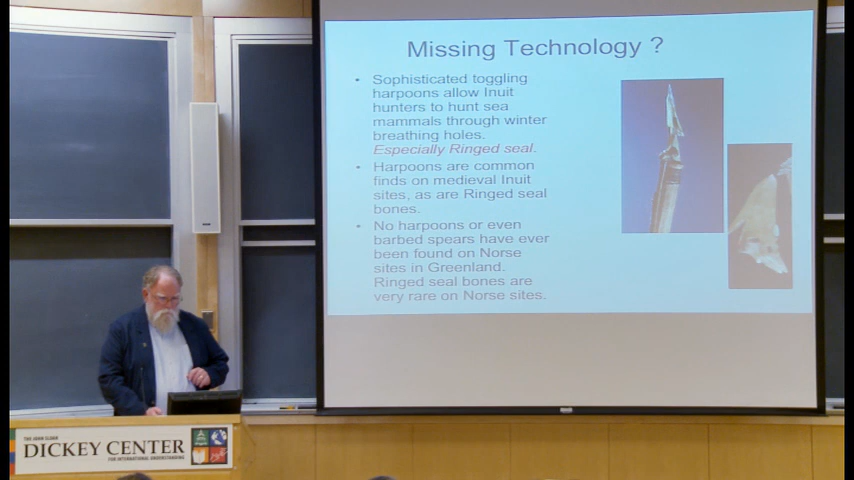 Missing Technology ?
• Sophisticated toggling
harpoons allow Inuit
hunters to hunt sea
mammals through winter
breathing holes.
Especially Ringed seal.
• Harpoons are common
finds on medieval Inuit
sites, as are Ringed seal
bones.
• No harpoons or even
barbed spears have ever
been found on Norse
sites in Greenland.
Ringed seal bones are
very rare on Norse sites.
THE JOHN SLOAN
DICKEY CENTER
FOR INTERNATIONAL UNDERSTANDING